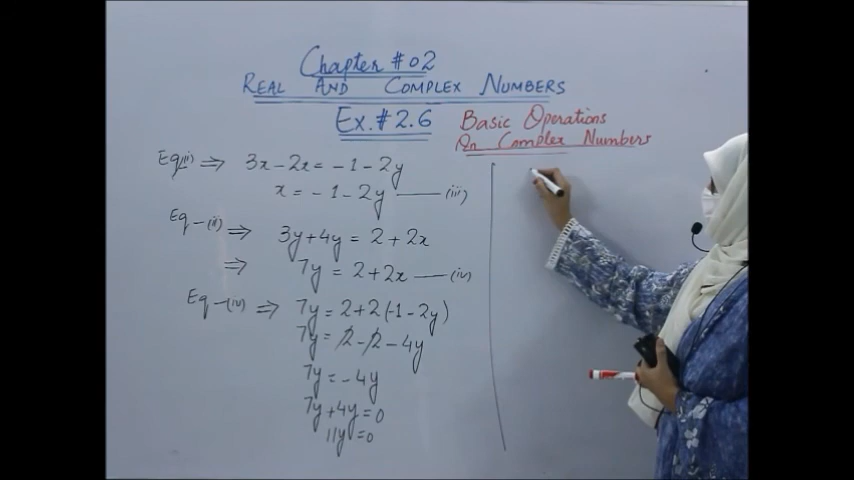 Chapter # 02
REAL AND COMPLEX NUMBERS
Ex.# 2.6
Basic Operations
On Complex Numbers
Eq(i) ⇒ 3x - 2x = -1 - 2y
x = -1 - 2y —— (iii)
Eq-(ii) ⇒ 3y + 4y = 2 + 2x
⇒ 7y = 2 + 2x —— (iv)
Eq-(iv) ⇒ 7y = 2 + 2(-1 - 2y)
7y = 2 - 2 - 4y
7y = -4y
7y + 4y = 0
11y = 0